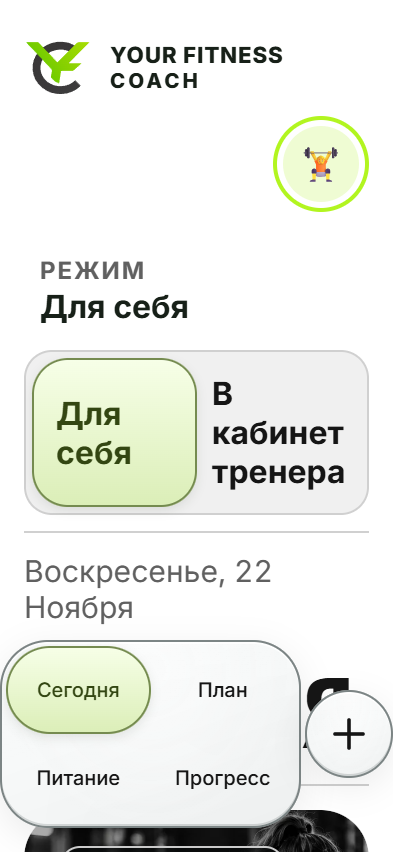 YOUR FITNESS
COACH
РЕЖИМ
Для себя
Для
себя
В
кабинет
тренера
Воскресенье, 22
Ноября
Сегодня
План
Питание
Прогресс